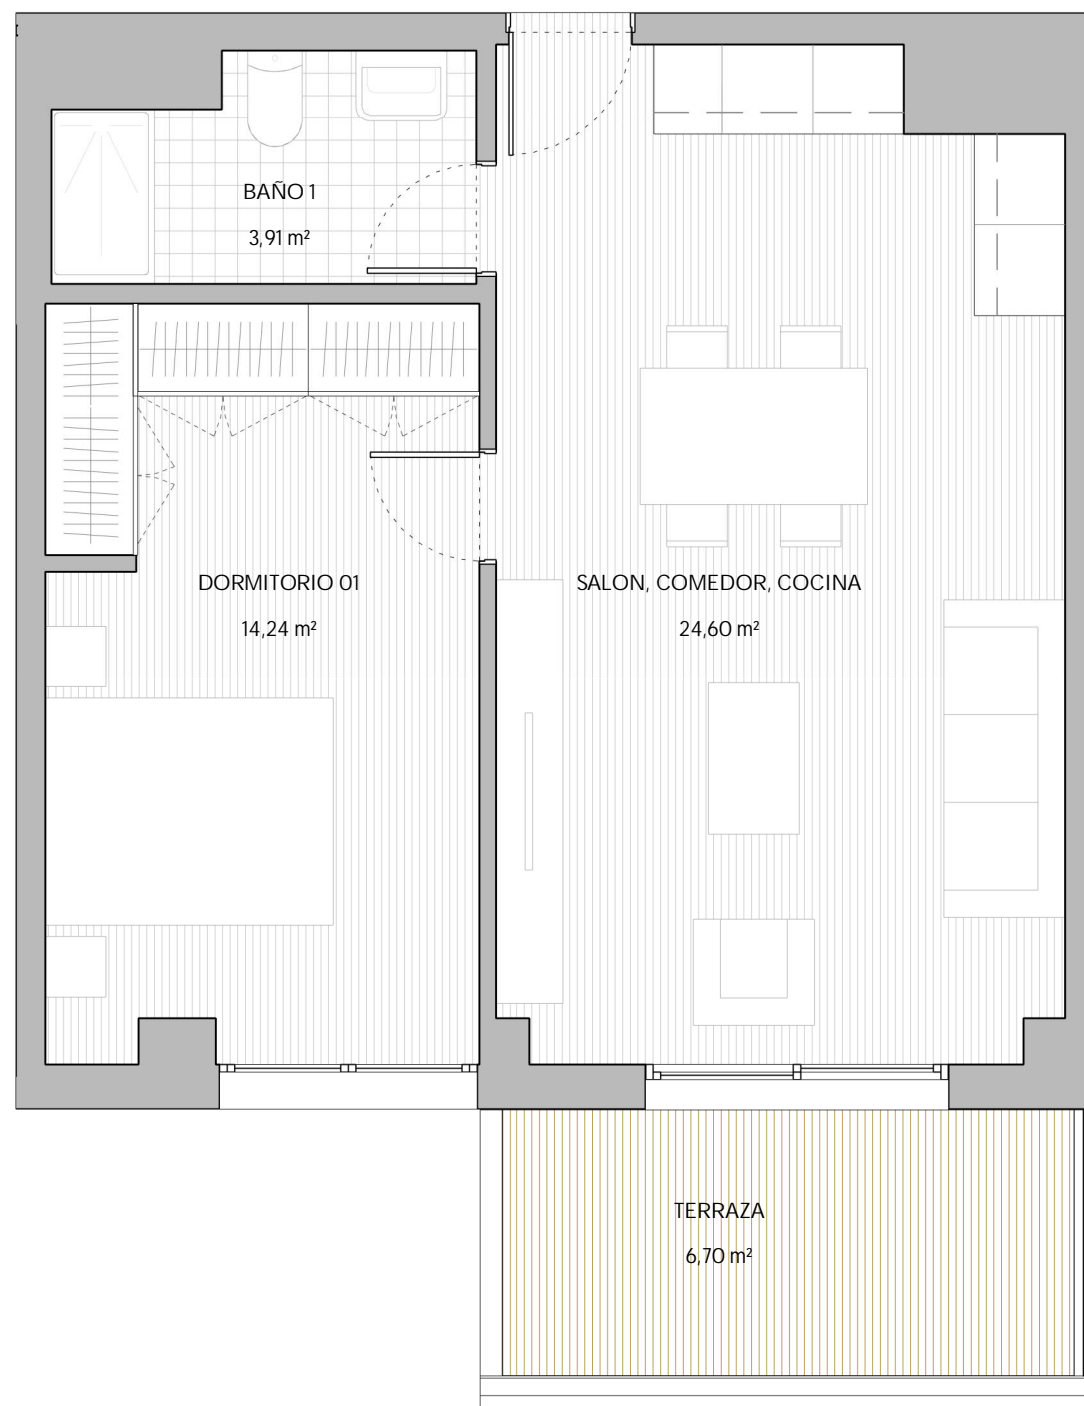 BAÑO 1
3,91 m²
DORMITORIO 01
14,24 m²
SALON, COMEDOR, COCINA
24,60 m²
TERRAZA
6,70 m²